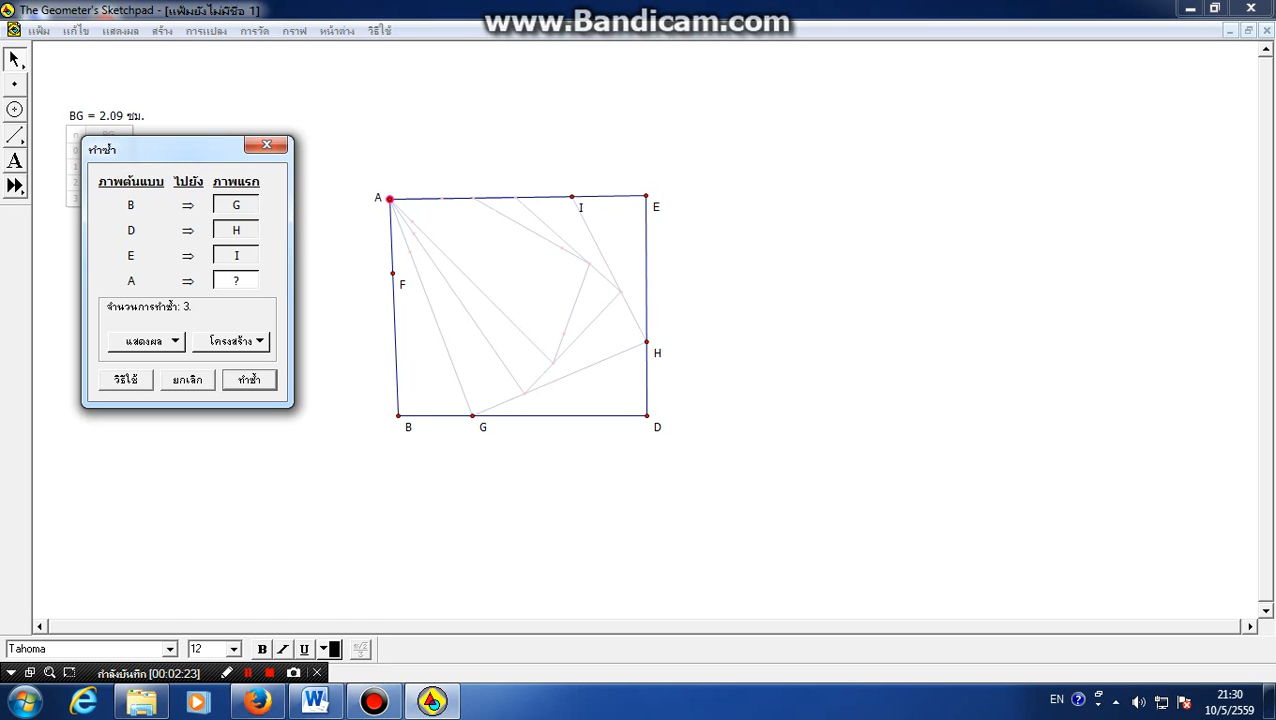 The Geometer's Sketchpad - [แฟ้มยังไม่มีชื่อ 1]
www.Bandicam.com
แฟ้ม แก้ไข แสดงผล สร้าง การแปลง การวัด กราฟ หน้าต่าง วิธีใช้
BG = 2.09 ซม.
n BG
1
0
2
3
ทำซ้ำ
ภาพต้นแบบ ไปยัง ภาพแรก
B ⇒ G
D ⇒ H
E ⇒ I
A ⇒ ?
จำนวนการทำซ้ำ: 3.
แสดงผล โครงสร้าง
วิธีใช้ ยกเลิก ทำซ้ำ
A
I
E
F
H
B
G
D
A
Tahoma 12 B I U
กำลังบันทึก [00:02:23]
EN
21:30
10/5/2559